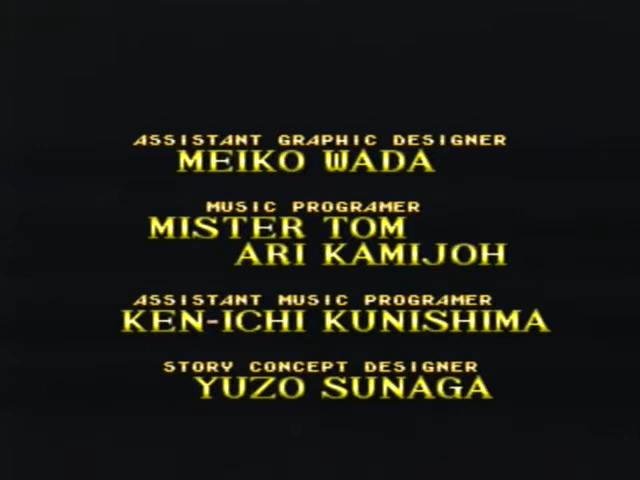 ASSISTANT GRAPHIC DESIGNER
MEIKO WADA
MUSIC PROGRAMER
MISTER TOM
ARI KAMIJOH
ASSISTANT MUSIC PROGRAMER
KEN-ICHI KUNISHIMA
STORY CONCEPT DESIGNER
YUZO SUNAGA